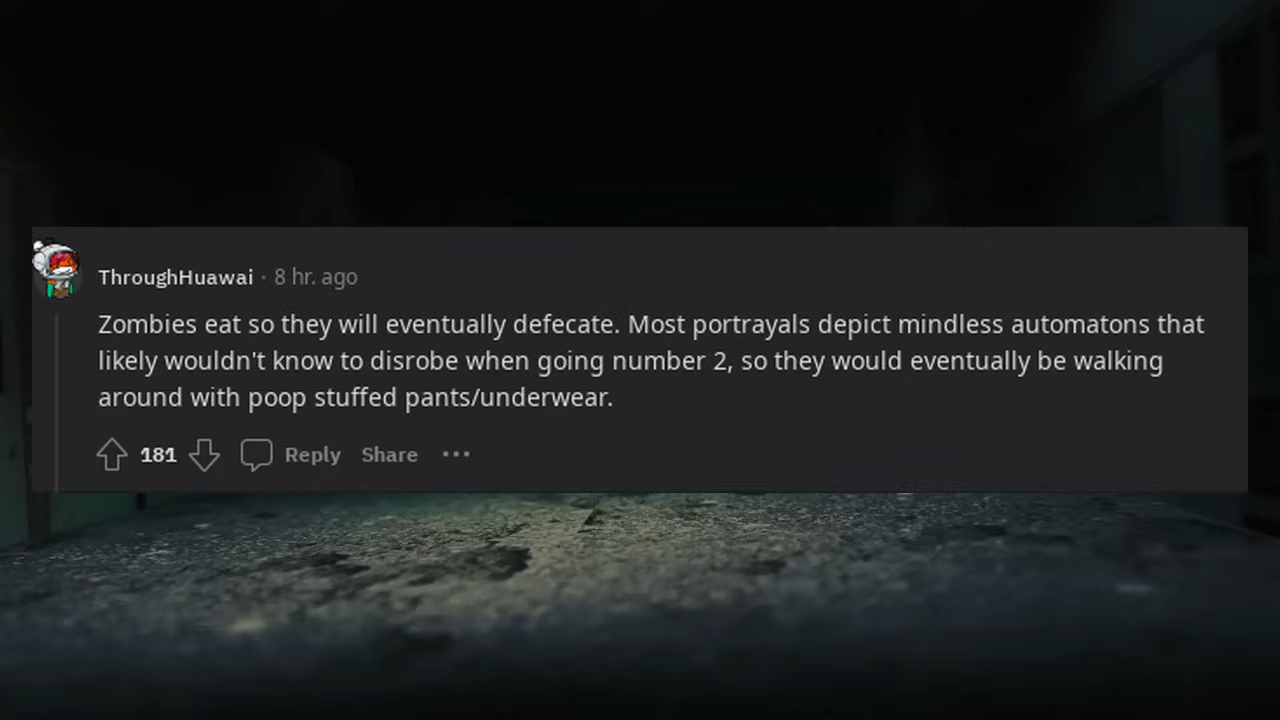 ThroughHuawai · 8 hr. ago
Zombies eat so they will eventually defecate. Most portrayals depict mindless automatons that
likely wouldn't know to disrobe when going number 2, so they would eventually be walking
around with poop stuffed pants/underwear.
181 Reply Share ···